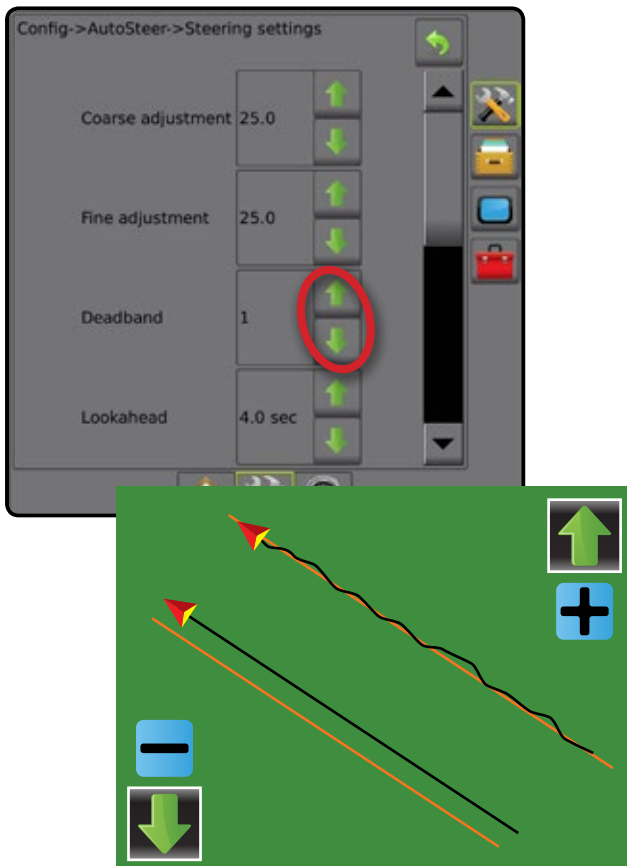 Config->AutoSteer->Steering settings
Coarse adjustment 25.0
Fine adjustment 25.0
Deadband 1
Lookahead 4.0 sec